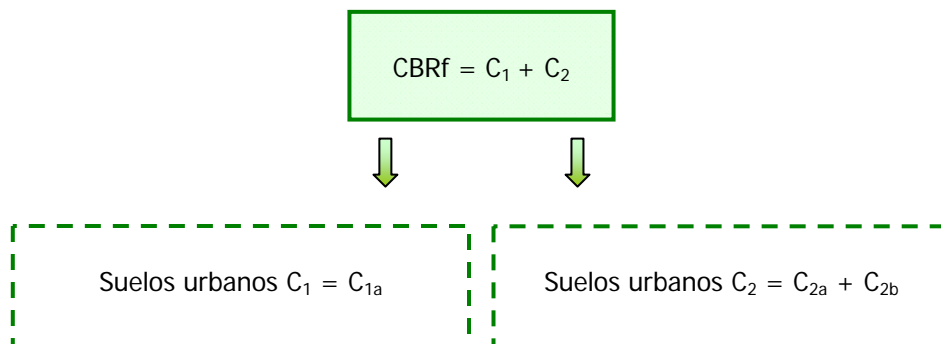 CBRf = C₁ + C₂
Suelos urbanos C₁ = C₁ₐ
Suelos urbanos C₂ = C₂ₐ + C₂b